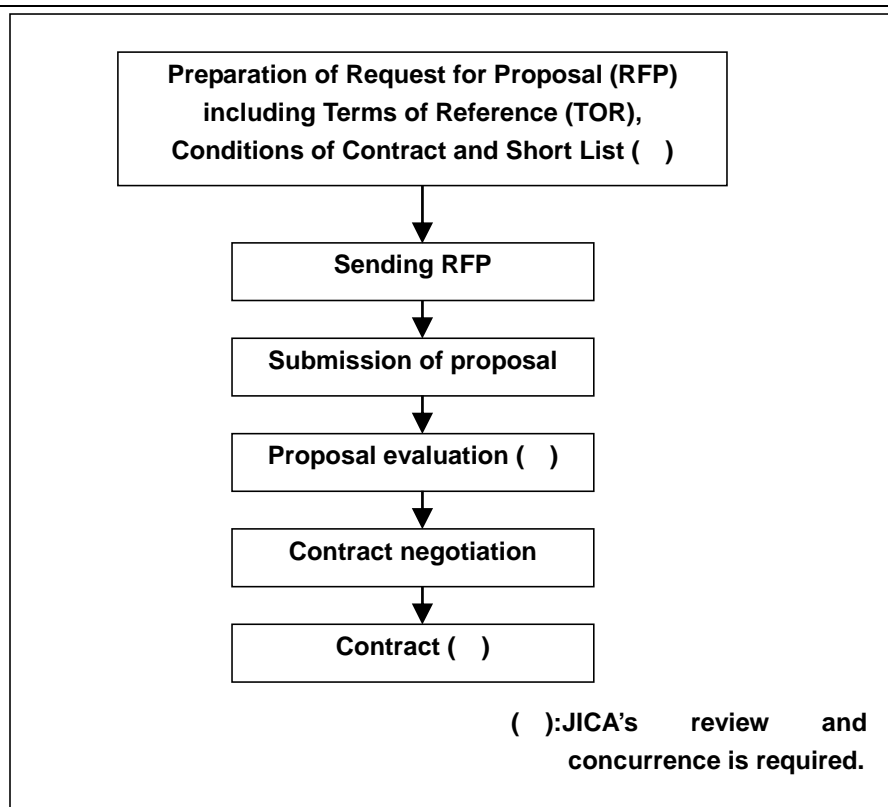 Preparation of Request for Proposal (RFP)
including Terms of Reference (TOR),
Conditions of Contract and Short List (　)
Sending RFP
Submission of proposal
Proposal evaluation (　)
Contract negotiation
Contract (　)
(　):JICA's review and
concurrence is required.